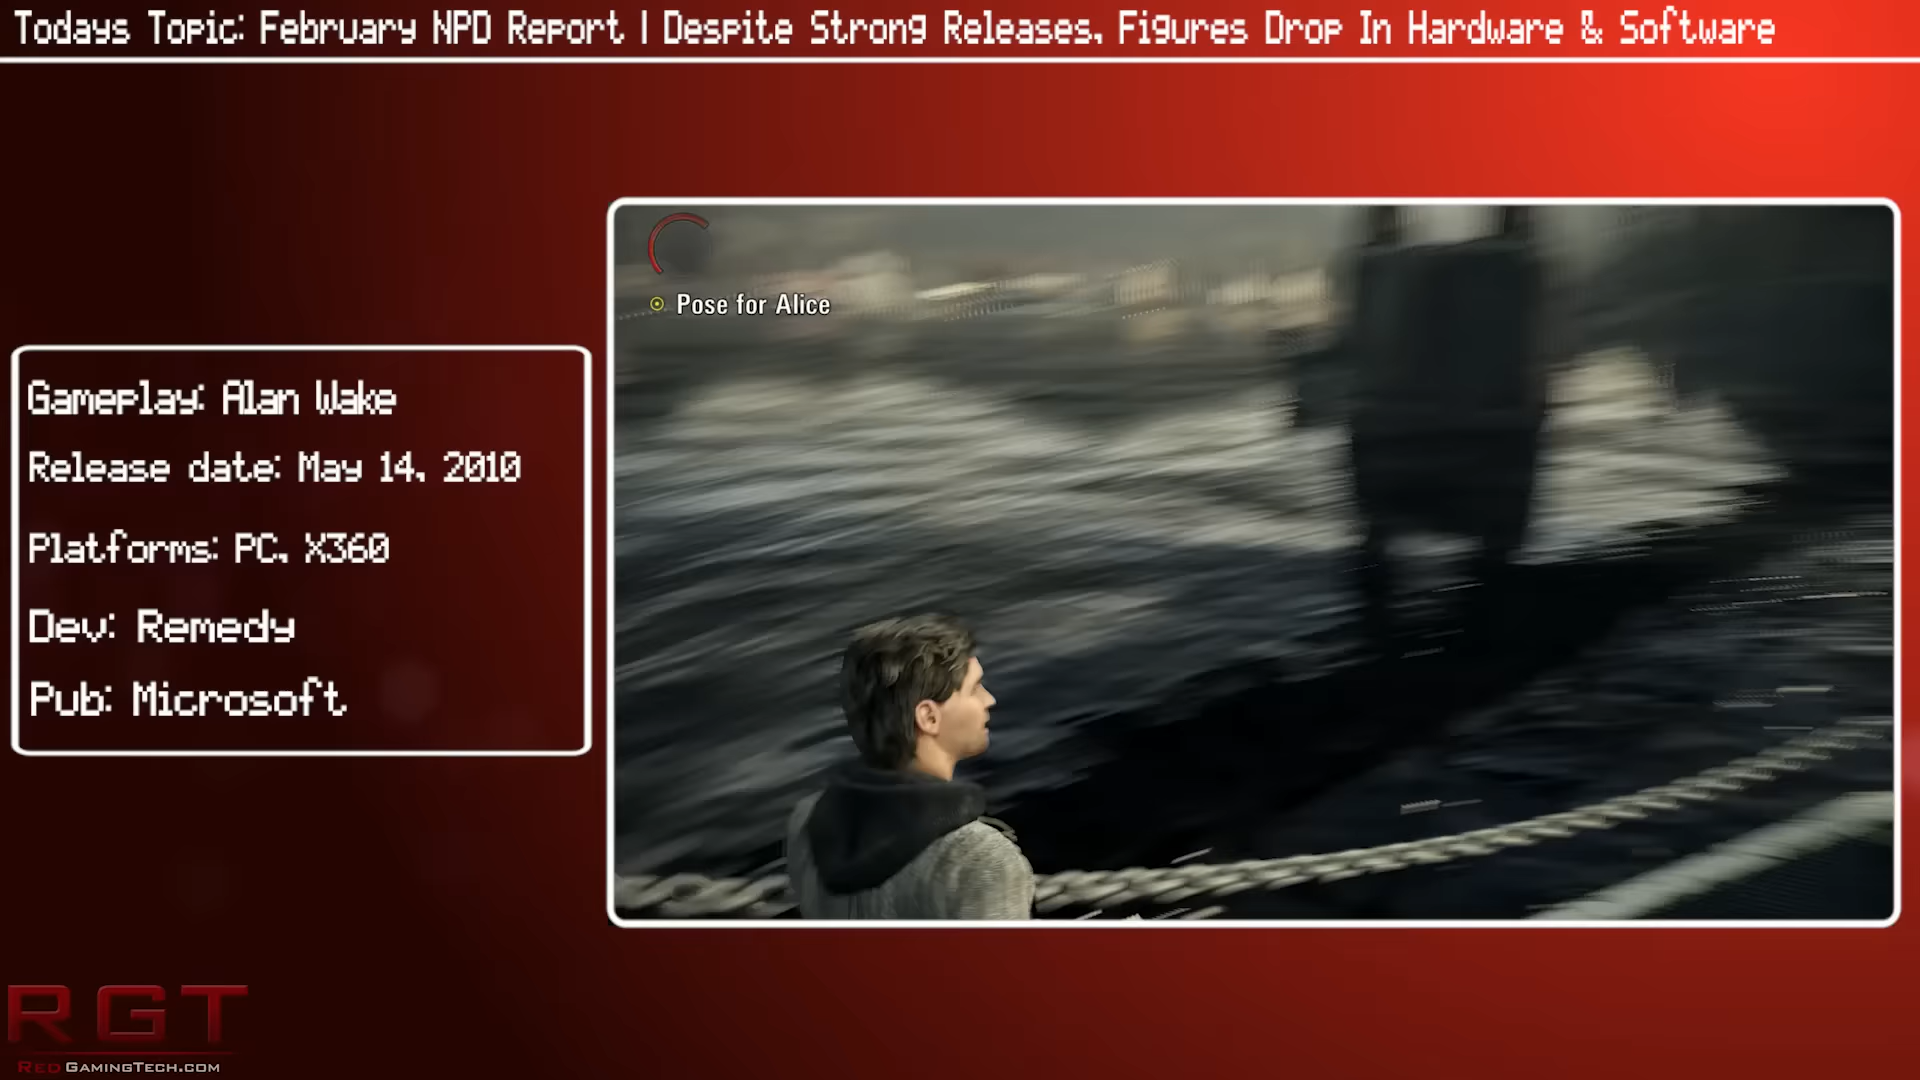 Todays Topic: February NPD Report | Despite Strong Releases, Figures Drop In Hardware & Software
Pose for Alice
Gameplay: Alan Wake
Release date: May 14, 2010
Platforms: PC, X360
Dev: Remedy
Pub: Microsoft
RGT
REDGAMINGTECH.COM